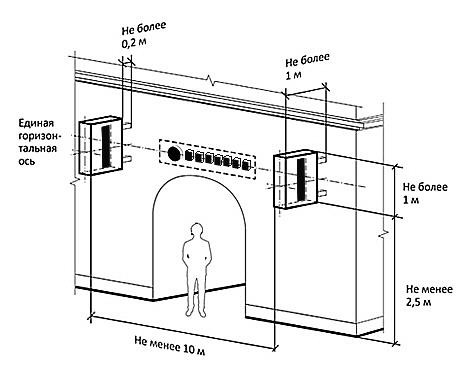 Не более
0,2 м
Не более
1 м
Единая
горизон-
тальная
ось
Не более
1 м
Не менее
2,5 м
Не менее 10 м